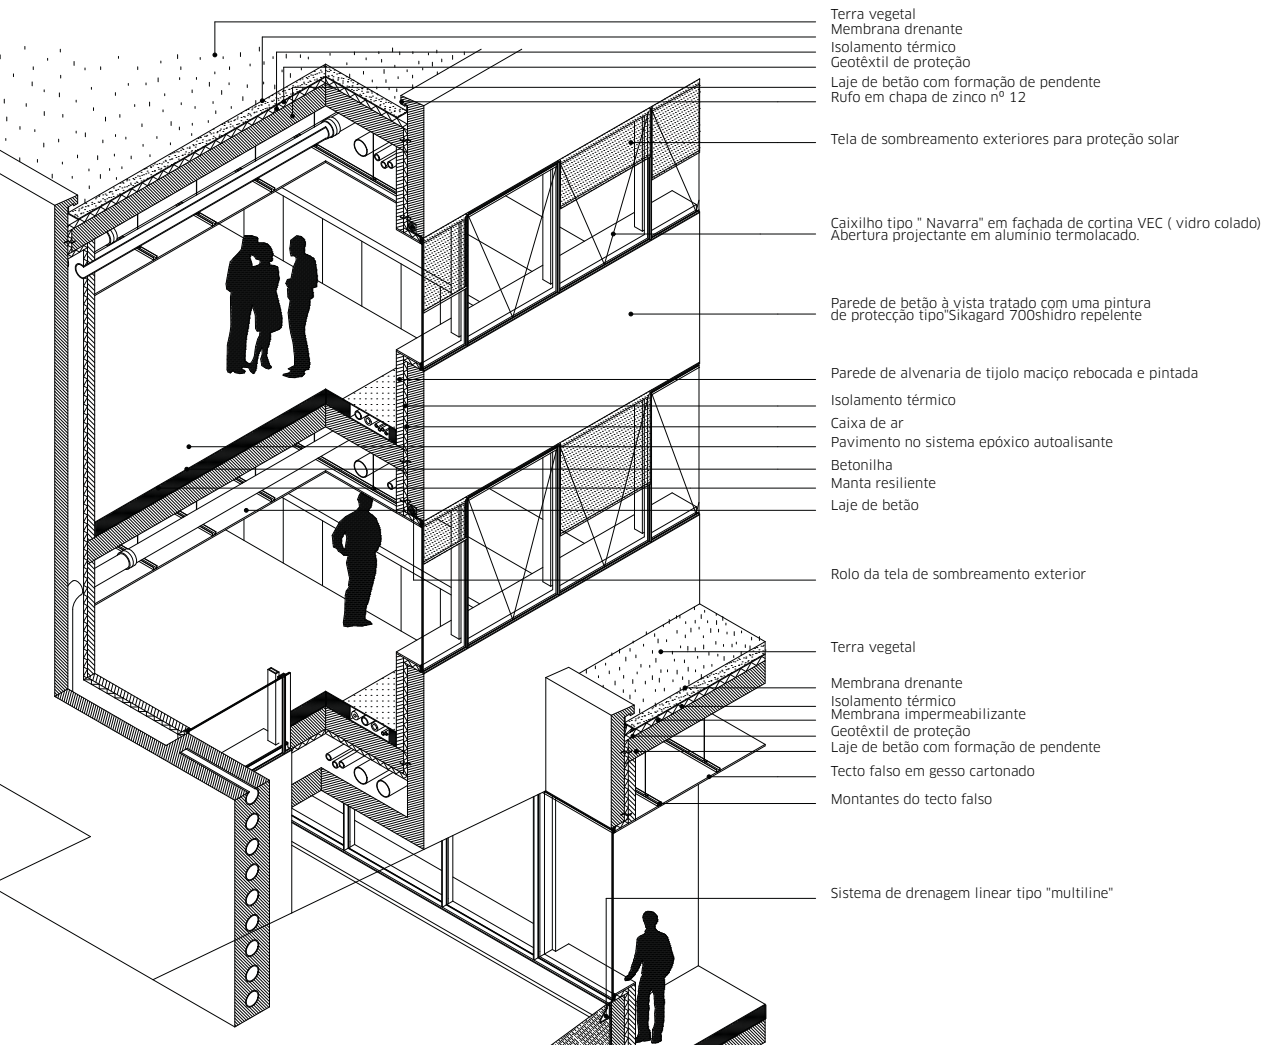 Terra vegetal
Membrana drenante
Isolamento térmico
Geotêxtil de proteção
Laje de betão com formação de pendente
Rufo em chapa de zinco nº 12
Tela de sombreamento exteriores para proteção solar
Caixilho tipo " Navarra" em fachada de cortina VEC ( vidro colado)
Abertura projectante em alumínio termolacado.
Parede de betão à vista tratado com uma pintura
de protecção tipo"Sikagard 700shidro repelente
Parede de alvenaria de tijolo maciço rebocada e pintada
Isolamento térmico
Caixa de ar
Pavimento no sistema epóxico autoalisante
Betonilha
Manta resiliente
Laje de betão
Rolo da tela de sombreamento exterior
Terra vegetal
Membrana drenante
Isolamento térmico
Membrana impermeabilizante
Geotêxtil de proteção
Laje de betão com formação de pendente
Tecto falso em gesso cartonado
Montantes do tecto falso
Sistema de drenagem linear tipo "multiline"